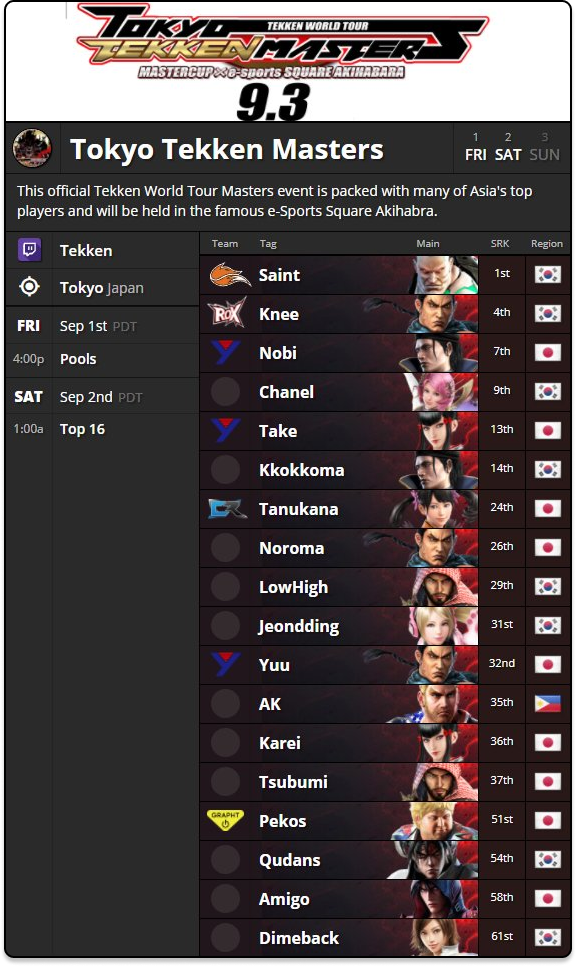 TEKKEN WORLD TOUR
TOKYO
TEKKEN MASTERS
MASTERCUP×e-sports SQUARE AKIHABARA
9.3
Tokyo Tekken Masters
1 2 3
FRI SAT SUN
This official Tekken World Tour Masters event is packed with many of Asia's top
players and will be held in the famous e-Sports Square Akihabra.
Tekken
Tokyo Japan
FRI Sep 1st PDT
4:00p Pools
SAT Sep 2nd PDT
1:00a Top 16
Team Tag Main SRK Region
Saint 1st
ROX Knee 4th
Nobi 7th
Chanel 9th
Take 13th
Kkokkoma 14th
CR Tanukana 24th
Noroma 26th
LowHigh 29th
Jeondding 31st
Yuu 32nd
AK 35th
Karei 36th
Tsubumi 37th
GRAPHT Pekos 51st
Qudans 54th
Amigo 58th
Dimeback 61st